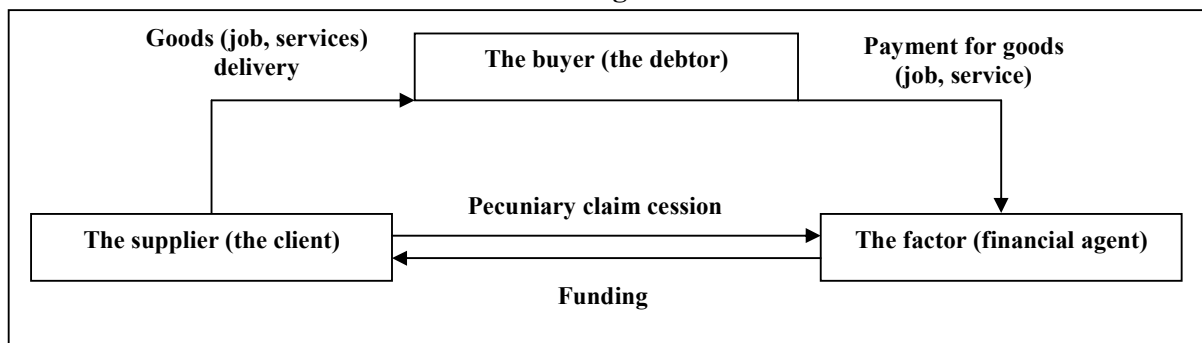 Goods (job, services)
delivery
The buyer (the debtor)
Payment for goods
(job, service)
Pecuniary claim cession
The supplier (the client)
The factor (financial agent)
Funding